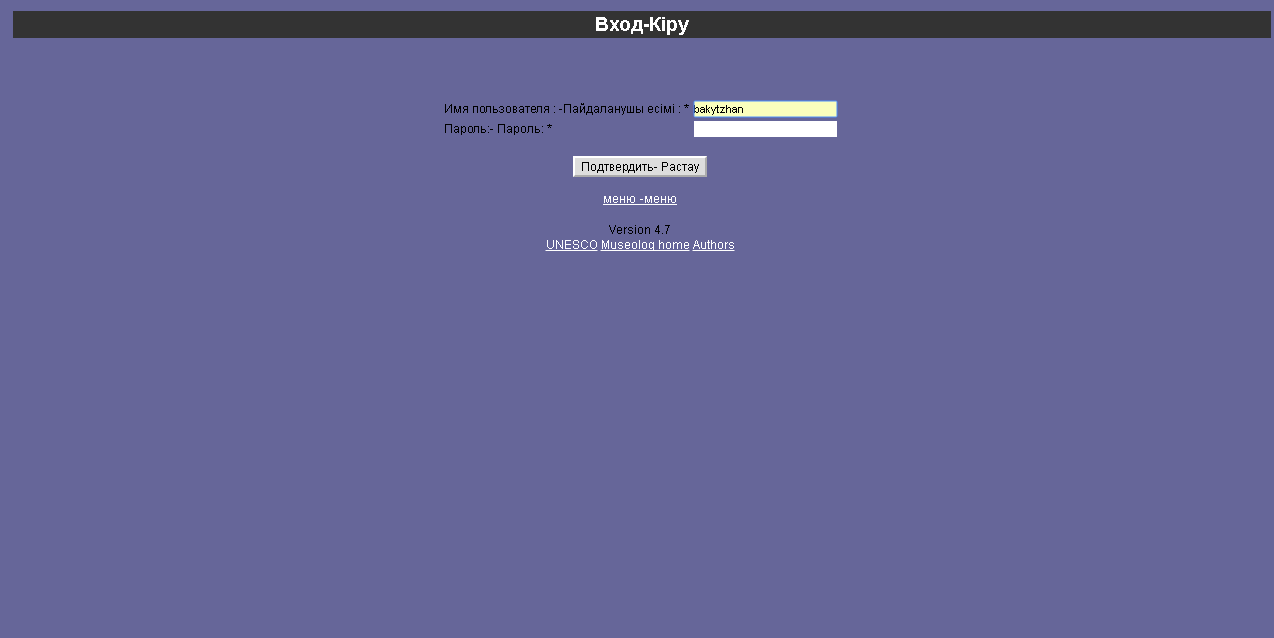 Вход-Кіру
Имя пользователя : -Пайдаланушы есімі : * bakytzhan
Пароль:- Пароль: *
Подтвердить- Растау
меню -меню
Version 4.7
UNESCO Museolog home Authors